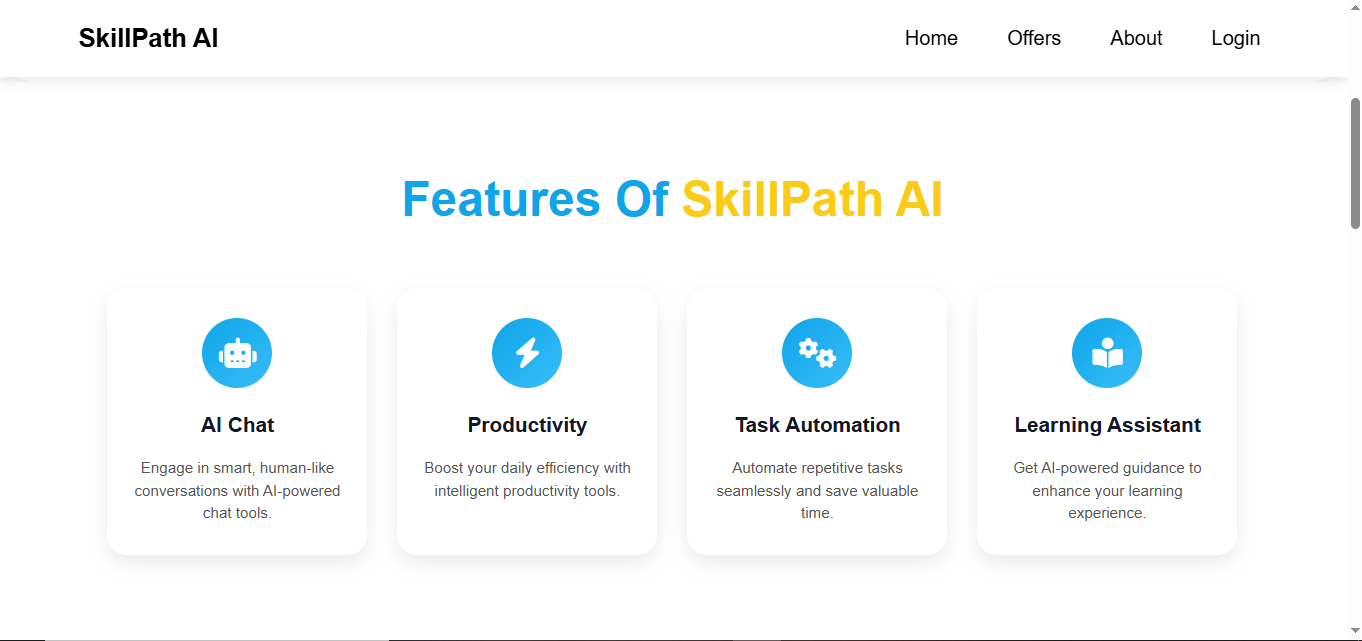 SkillPath AI
Home Offers About Login
Features Of SkillPath AI
AI Chat
Engage in smart, human-like
conversations with AI-powered
chat tools.
Productivity
Boost your daily efficiency with
intelligent productivity tools.
Task Automation
Automate repetitive tasks
seamlessly and save valuable
time.
Learning Assistant
Get AI-powered guidance to
enhance your learning
experience.